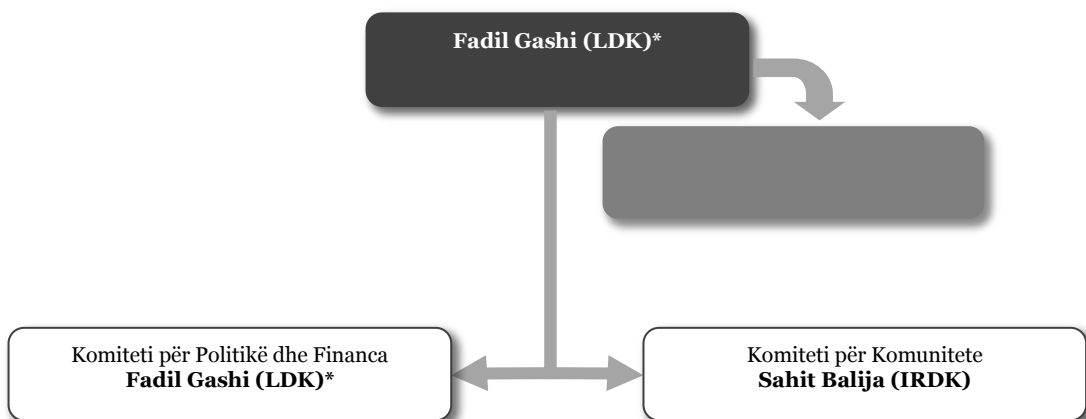 Fadil Gashi (LDK)*
Komiteti për Politikë dhe Financa
Fadil Gashi (LDK)*
Komiteti për Komunitete
Sahit Balija (IRDK)